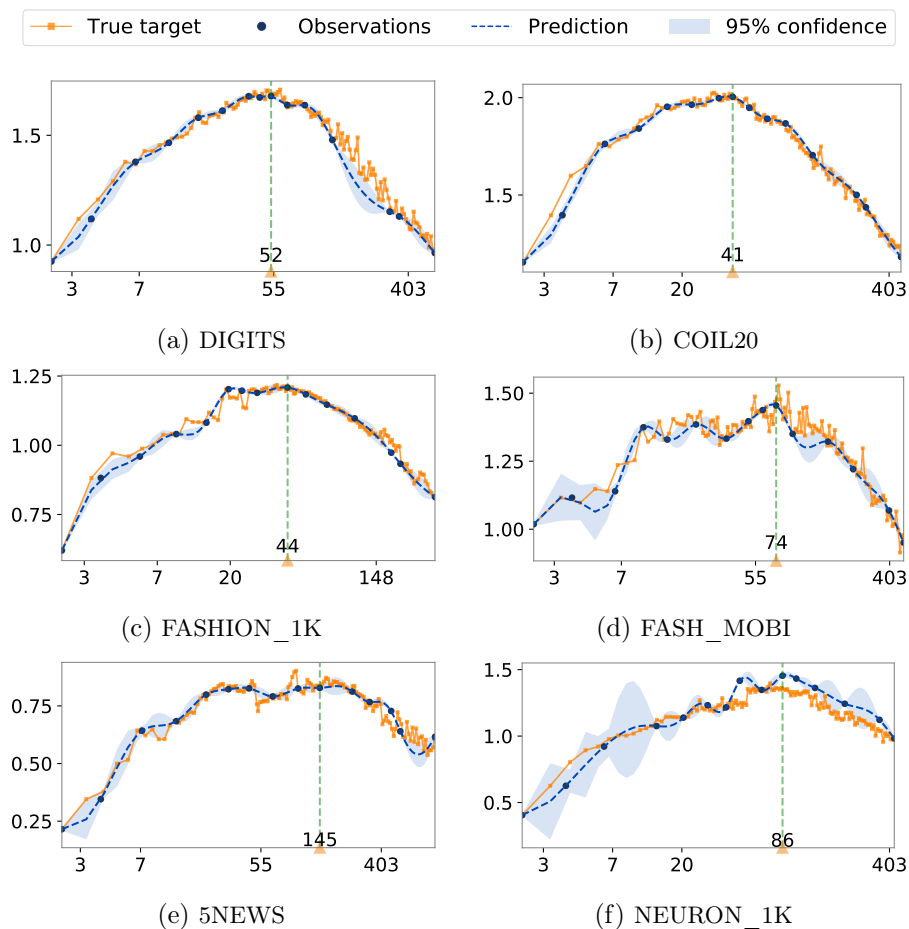 True target Observations Prediction 95% confidence
1.5
1.0
52
3 7 55 403
(a) DIGITS
2.0
1.5
41
3 7 20 403
(b) COIL20
1.25
1.00
0.75
44
3 7 20 148
(c) FASHION_1K
1.50
1.25
1.00
74
3 7 55 403
(d) FASH_MOBI
0.75
0.50
0.25
145
3 7 55 403
(e) 5NEWS
1.5
1.0
0.5
86
3 7 20 403
(f) NEURON_1K